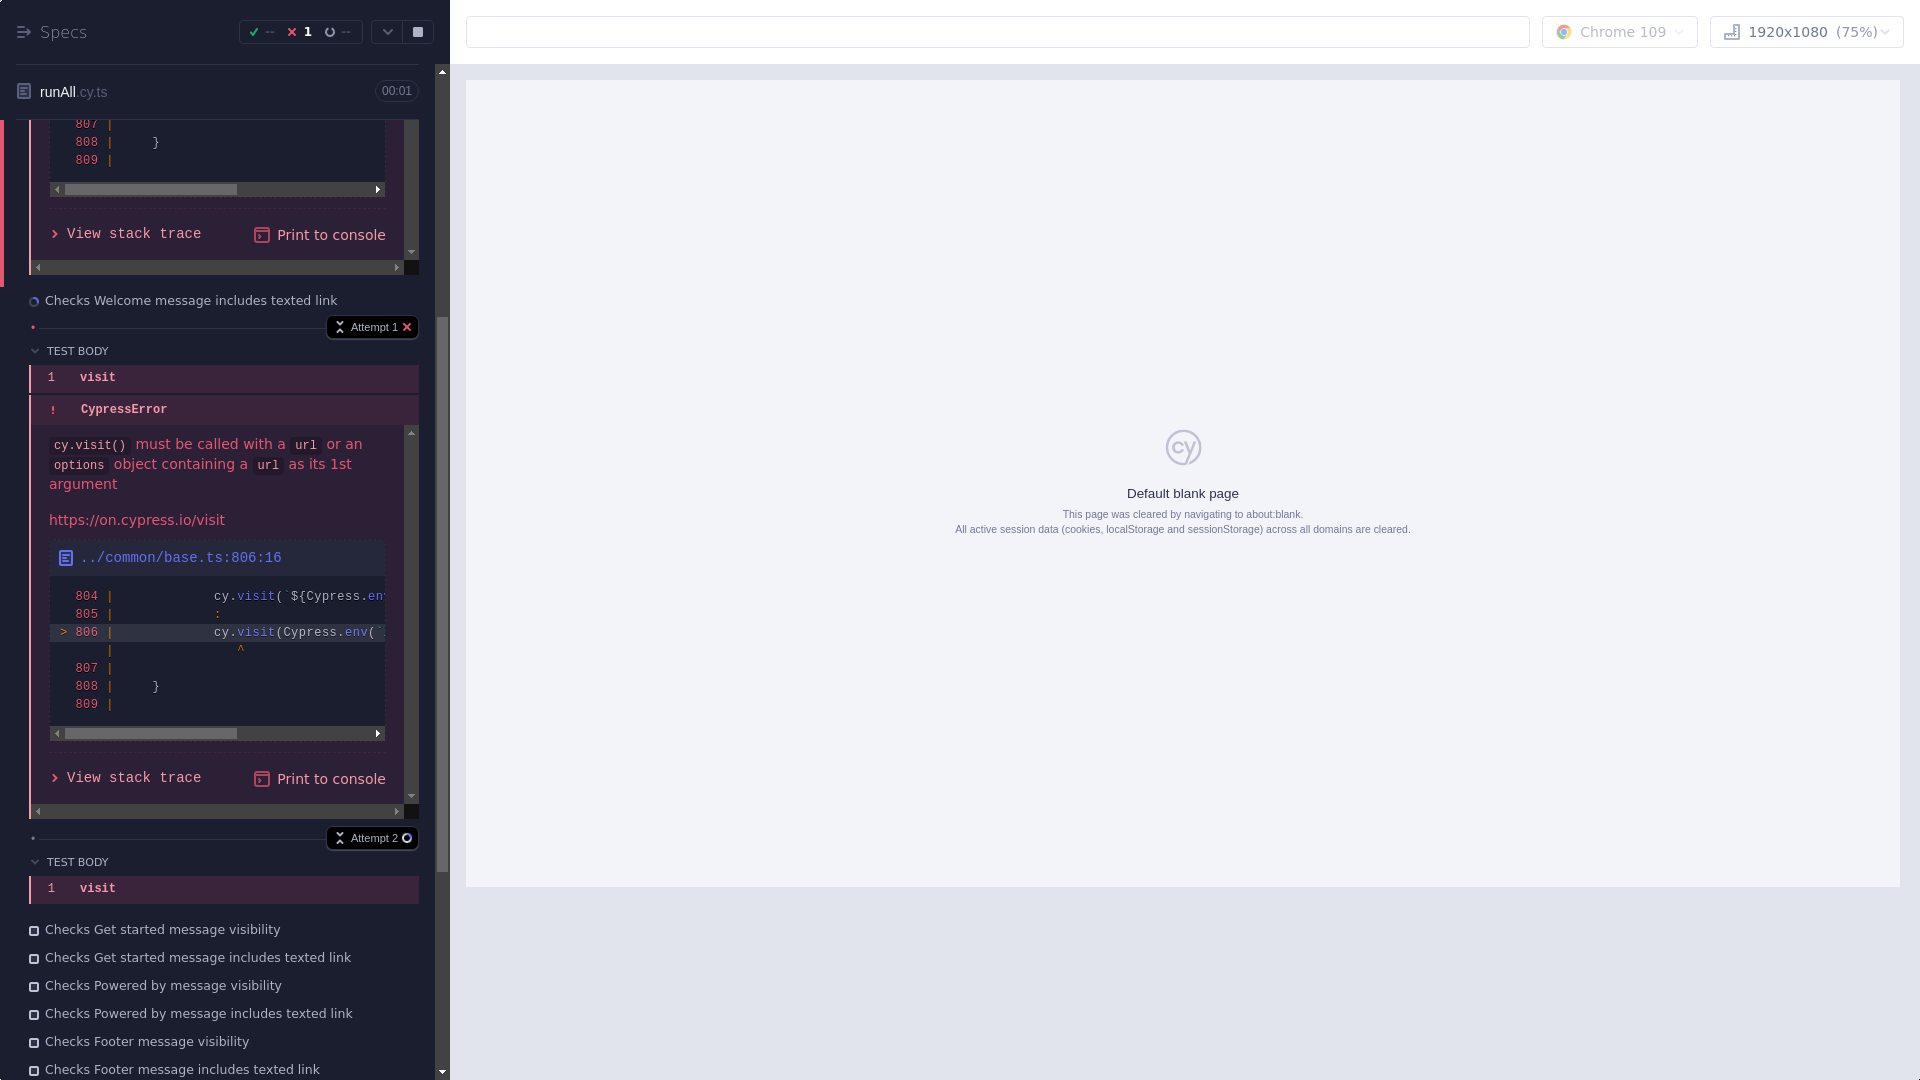 Specs
--
1
--
Chrome 109
1920x1080 (75%)
runAll.cy.ts
00:01
807 |
808 | }
809 |
View stack trace
Print to console
Checks Welcome message includes texted link
Attempt 1
TEST BODY
1 visit
! CypressError
cy.visit() must be called with a url or an
options object containing a url as its 1st
argument
https://on.cypress.io/visit
../common/base.ts:806:16
804 | cy.visit(`${Cypress.env
805 | :
> 806 | cy.visit(Cypress.env(`
| ^
807 |
808 | }
809 |
View stack trace
Print to console
Attempt 2
TEST BODY
1 visit
Checks Get started message visibility
Checks Get started message includes texted link
Checks Powered by message visibility
Checks Powered by message includes texted link
Checks Footer message visibility
Checks Footer message includes texted link
cy
Default blank page
This page was cleared by navigating to about:blank.
All active session data (cookies, localStorage and sessionStorage) across all domains are cleared.